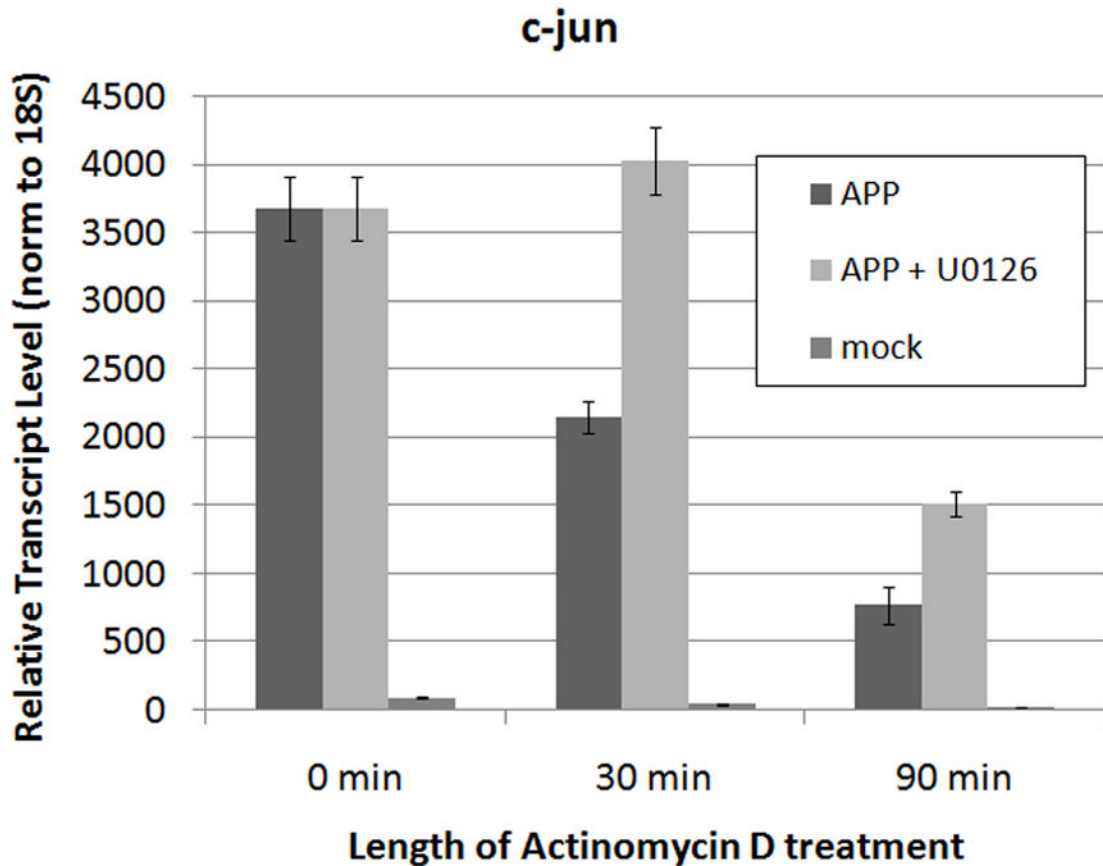 c-jun
Relative Transcript Level (norm to 18S)
4500
4000
3500
3000
2500
2000
1500
1000
500
0
APP
APP + U0126
mock
0 min
30 min
90 min
Length of Actinomycin D treatment